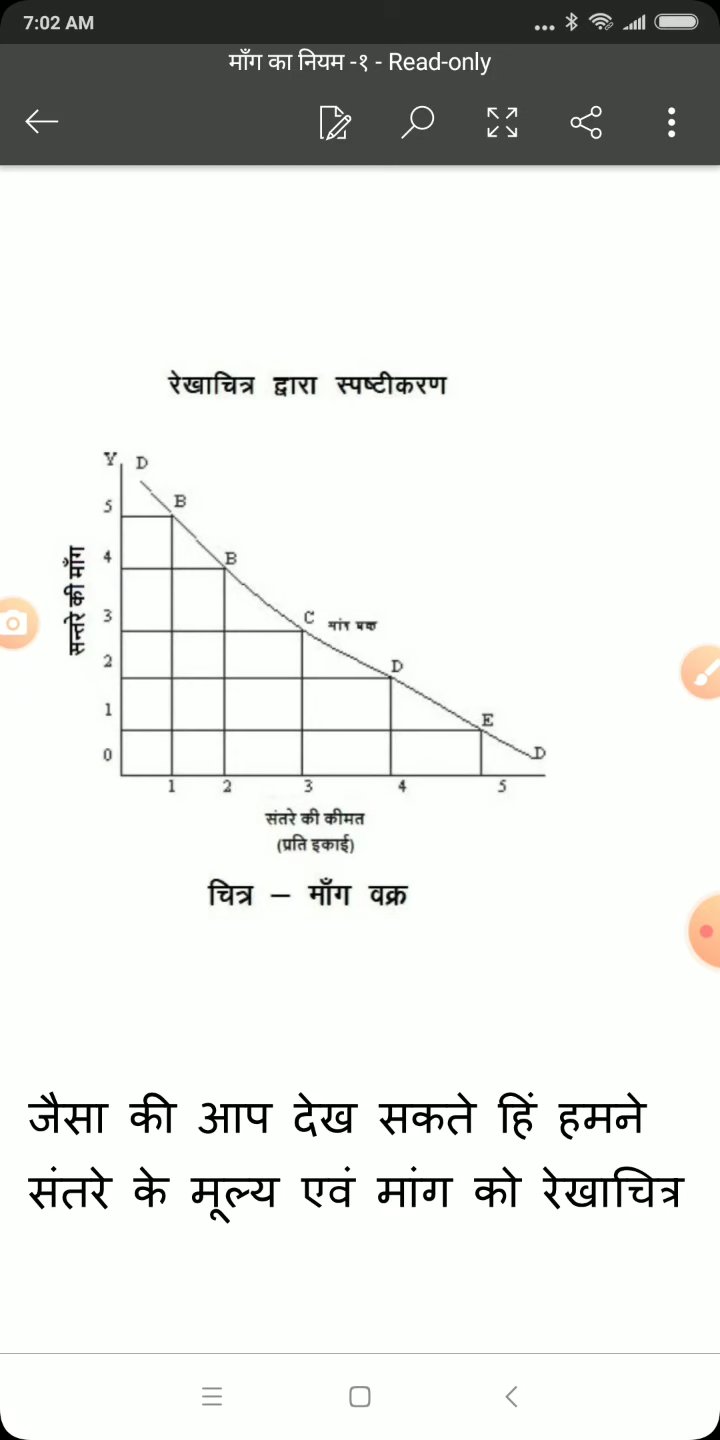 7:02 AM
माँग का नियम -१ - Read-only
रेखाचित्र द्वारा स्पष्टीकरण
Y D
5 B
4 B
3 C
2 D
1 E
0 D
सन्तरे की माँग
1 2 3 4 5
संतरे की कीमत
(प्रति इकाई)
चित्र – माँग वक्र
जैसा की आप देख सकते हिं हमने
संतरे के मूल्य एवं मांग को रेखाचित्र